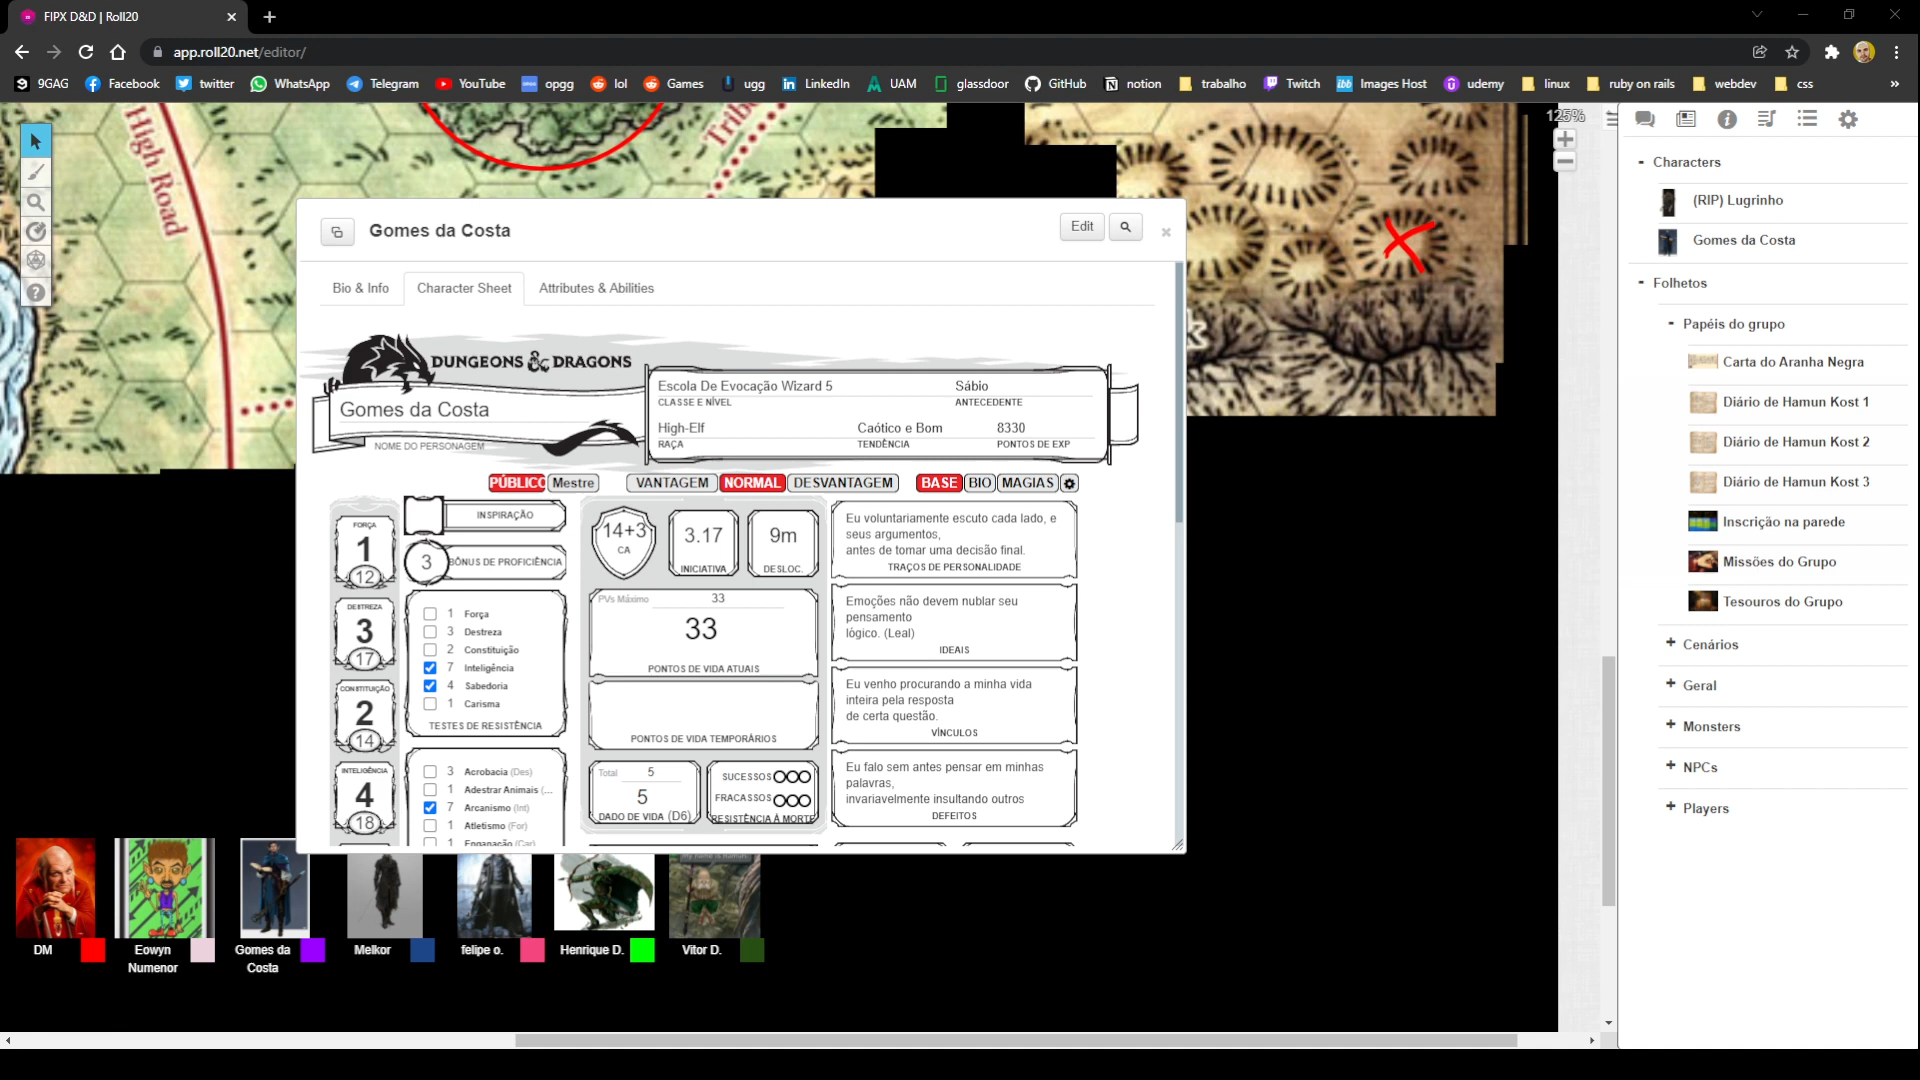 FIPX D&D | Roll20
app.roll20.net/editor/
9GAG
Facebook
twitter
WhatsApp
Telegram
YouTube
opgg
lol
Games
ugg
LinkedIn
UAM
glassdoor
GitHub
notion
trabalho
Twitch
Images Host
udemy
linux
ruby on rails
webdev
css
»
High Road
125%
Gomes da Costa
Edit
Bio & Info
Character Sheet
Attributes & Abilities
DUNGEONS & DRAGONS
Gomes da Costa
NOME DO PERSONAGEM
Escola De Evocação Wizard 5
CLASSE E NÍVEL
Sábio
ANTECEDENTE
High-Elf
RAÇA
Caótico e Bom
TENDÊNCIA
8330
PONTOS DE EXP
PÚBLICO
Mestre
VANTAGEM
NORMAL
DESVANTAGEM
BASE
BIO
MAGIAS
FORÇA
1
12
DESTREZA
3
17
CONSTITUIÇÃO
2
14
INTELIGÊNCIA
4
18
INSPIRAÇÃO
3 BÔNUS DE PROFICIÊNCIA
1 Força
3 Destreza
2 Constituição
7 Inteligência
4 Sabedoria
1 Carisma
TESTES DE RESISTÊNCIA
3 Acrobacia (Des)
1 Adestrar Animais (...
7 Arcanismo (Int)
1 Atletismo (For)
1 Enganação (Car)
14+3
CA
3.17
INICIATIVA
9m
DESLOC.
PVs Máximo 33
33
PONTOS DE VIDA ATUAIS
PONTOS DE VIDA TEMPORÁRIOS
Total 5
5
DADO DE VIDA (D6)
SUCESSOS
FRACASSOS
RESISTÊNCIA À MORTE
Eu voluntariamente escuto cada lado, e
seus argumentos,
antes de tomar uma decisão final.
TRAÇOS DE PERSONALIDADE
Emoções não devem nublar seu
pensamento
lógico. (Leal)
IDEAIS
Eu venho procurando a minha vida
inteira pela resposta
de certa questão.
VÍNCULOS
Eu falo sem antes pensar em minhas
palavras,
invariavelmente insultando outros
DEFEITOS
DM
Eowyn
Numenor
Gomes da
Costa
Melkor
felipe o.
Henrique D.
Vitor D.
Characters
(RIP) Lugrinho
Gomes da Costa
Folhetos
Papéis do grupo
Carta do Aranha Negra
Diário de Hamun Kost 1
Diário de Hamun Kost 2
Diário de Hamun Kost 3
Inscrição na parede
Missões do Grupo
Tesouros do Grupo
Cenários
Geral
Monsters
NPCs
Players